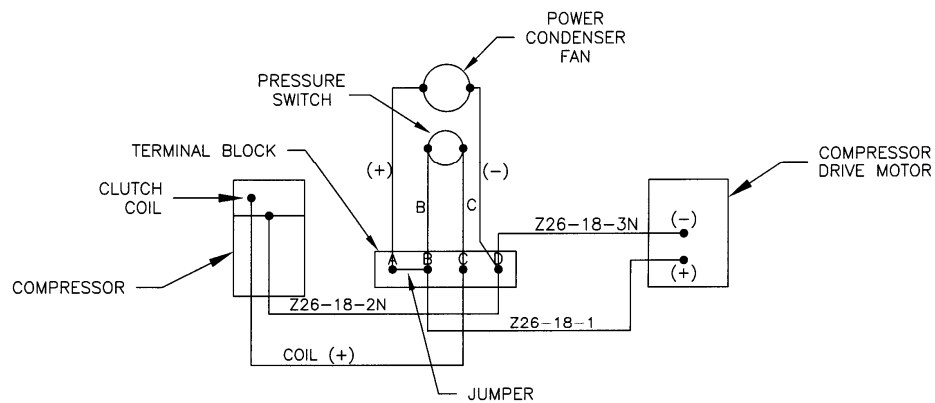 POWER
CONDENSER
FAN
PRESSURE
SWITCH
TERMINAL BLOCK
(+)
(-)
COMPRESSOR
DRIVE MOTOR
CLUTCH
COIL
B
C
Z26-18-3N
(-)
A
B
C
D
(+)
COMPRESSOR
Z26-18-2N
Z26-18-1
COIL (+)
JUMPER